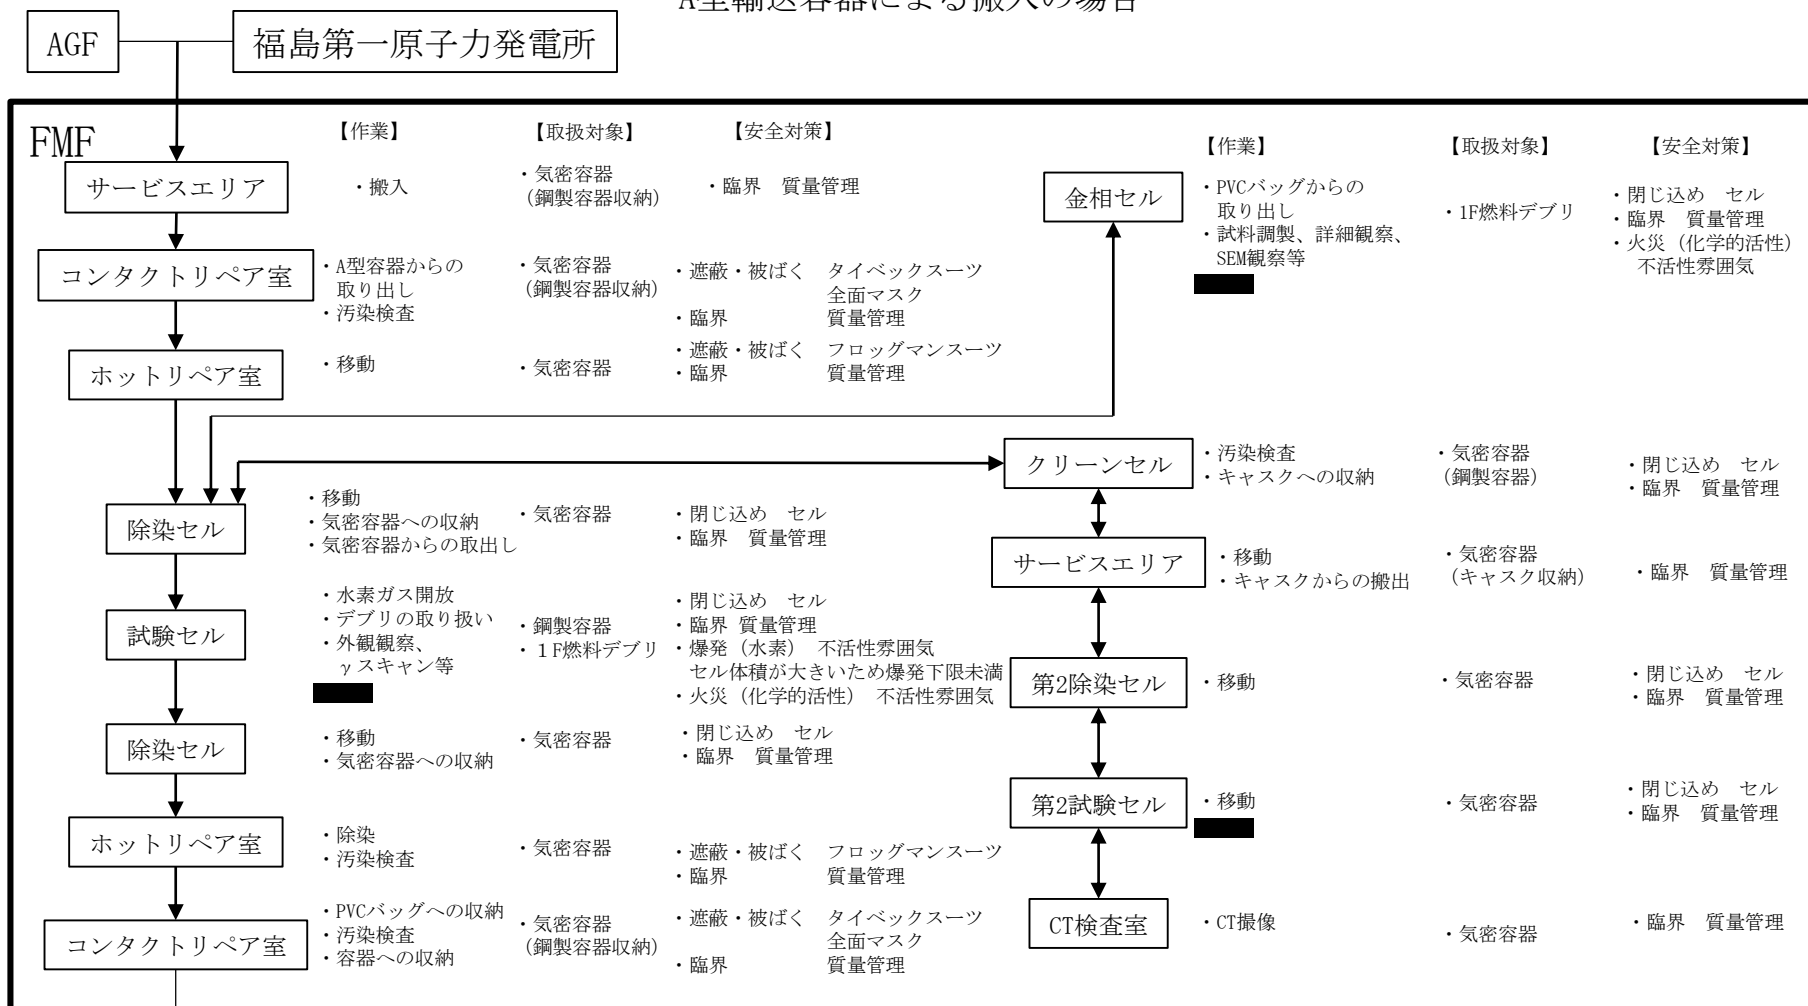 A型輸送容器による搬入の場合
AGF
福島第一原子力発電所
FMF
【作業】
【取扱対象】
【安全対策】
サービスエリア
・搬入
・気密容器
(鋼製容器収納)
・臨界 質量管理
コンタクトリペア室
・A型容器からの
取り出し
・汚染検査
・気密容器
(鋼製容器収納)
・遮蔽・被ばく タイベックスーツ
全面マスク
・臨界 質量管理
ホットリペア室
・移動
・気密容器
・遮蔽・被ばく フロッグマンスーツ
・臨界 質量管理
除染セル
・移動
・気密容器への収納
・気密容器からの取出し
・気密容器
・閉じ込め セル
・臨界 質量管理
試験セル
・水素ガス開放
・デブリの取り扱い
・外観観察、
γスキャン等
・鋼製容器
・1F燃料デブリ
・閉じ込め セル
・臨界 質量管理
・爆発（水素） 不活性雰囲気
セル体積が大きいため爆発下限未満
・火災（化学的活性） 不活性雰囲気
除染セル
・移動
・気密容器への収納
・気密容器
・閉じ込め セル
・臨界 質量管理
ホットリペア室
・除染
・汚染検査
・気密容器
・遮蔽・被ばく フロッグマンスーツ
・臨界 質量管理
コンタクトリペア室
・PVCバッグへの収納
・汚染検査
・容器への収納
・気密容器
(鋼製容器収納)
・遮蔽・被ばく タイベックスーツ
全面マスク
・臨界 質量管理
【作業】
【取扱対象】
【安全対策】
金相セル
・PVCバッグからの
取り出し
・試料調製、詳細観察、
SEM観察等
・1F燃料デブリ
・閉じ込め セル
・臨界 質量管理
・火災（化学的活性）
不活性雰囲気
クリーンセル
・汚染検査
・キャスクへの収納
・気密容器
(鋼製容器)
・閉じ込め セル
・臨界 質量管理
サービスエリア
・移動
・キャスクからの搬出
・気密容器
(キャスク収納)
・臨界 質量管理
第2除染セル
・移動
・気密容器
・閉じ込め セル
・臨界 質量管理
第2試験セル
・移動
・気密容器
・閉じ込め セル
・臨界 質量管理
CT検査室
・CT撮像
・気密容器
・臨界 質量管理